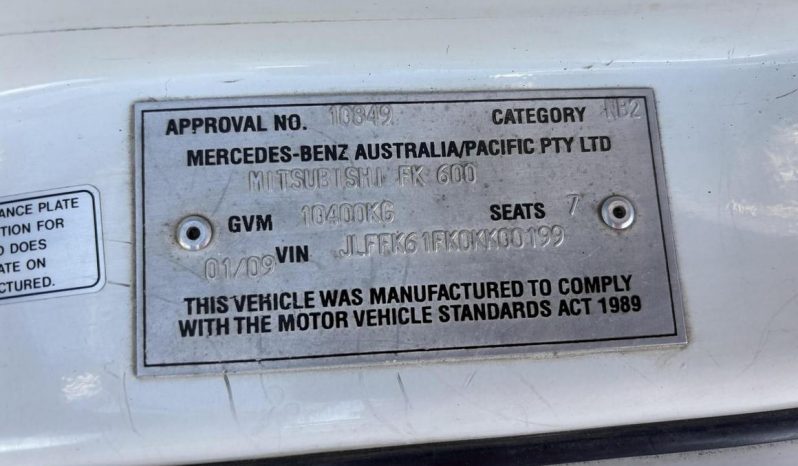 APPROVAL NO. 10849 CATEGORY NB2
MERCEDES-BENZ AUSTRALIA/PACIFIC PTY LTD
MITSUBISHI FK 600
GVM 10400KG SEATS 7
01/09 VIN JLFFK61FK0KK00199
THIS VEHICLE WAS MANUFACTURED TO COMPLY
WITH THE MOTOR VEHICLE STANDARDS ACT 1989
ANCE PLATE
TION FOR
DOES
ATE ON
CTURED.